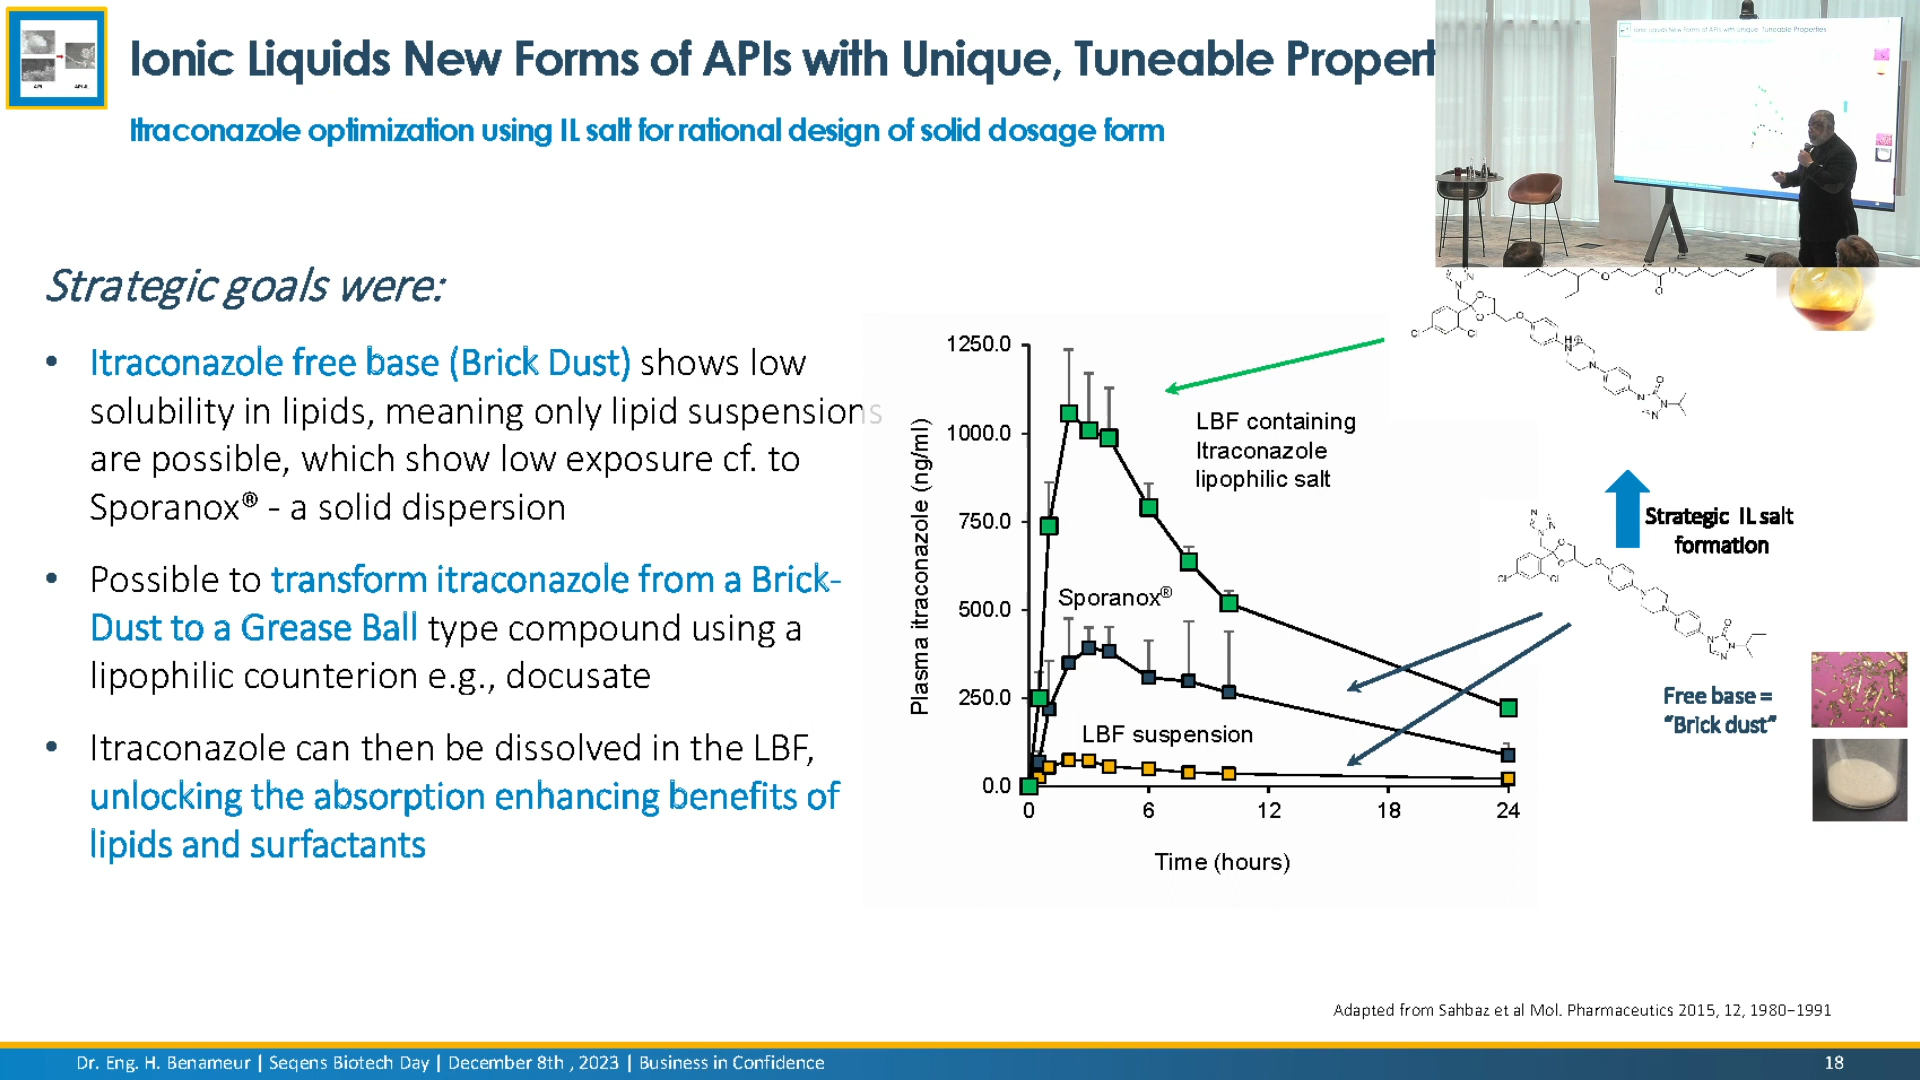 Ionic Liquids New Forms of APIs with Unique, Tuneable Propert
Itraconazole optimization using IL salt for rational design of solid dosage form
Strategic goals were:
• Itraconazole free base (Brick Dust) shows low
solubility in lipids, meaning only lipid suspensions
are possible, which show low exposure cf. to
Sporanox® - a solid dispersion
• Possible to transform itraconazole from a Brick-
Dust to a Grease Ball type compound using a
lipophilic counterion e.g., docusate
• Itraconazole can then be dissolved in the LBF,
unlocking the absorption enhancing benefits of
lipids and surfactants
Plasma itraconazole (ng/ml)
1250.0
1000.0
750.0
500.0
250.0
0.0
0 6 12 18 24
Time (hours)
LBF containing
Itraconazole
lipophilic salt
Sporanox®
LBF suspension
Strategic IL salt
formation
Free base =
"Brick dust"
Adapted from Sahbaz et al Mol. Pharmaceutics 2015, 12, 1980−1991
Dr. Eng. H. Benameur | Seqens Biotech Day | December 8th , 2023 | Business in Confidence
18